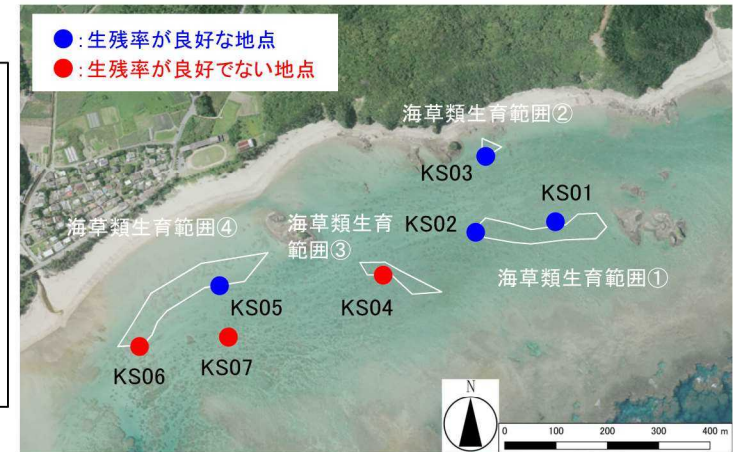 ●:生残率が良好な地点
●:生残率が良好でない地点
海草類生育範囲②
KS03
KS01
KS02
海草類生育範囲④
海草類生育
範囲③
海草類生育範囲①
KS05
KS04
KS07
KS06
N
0 100 200 300 400 m